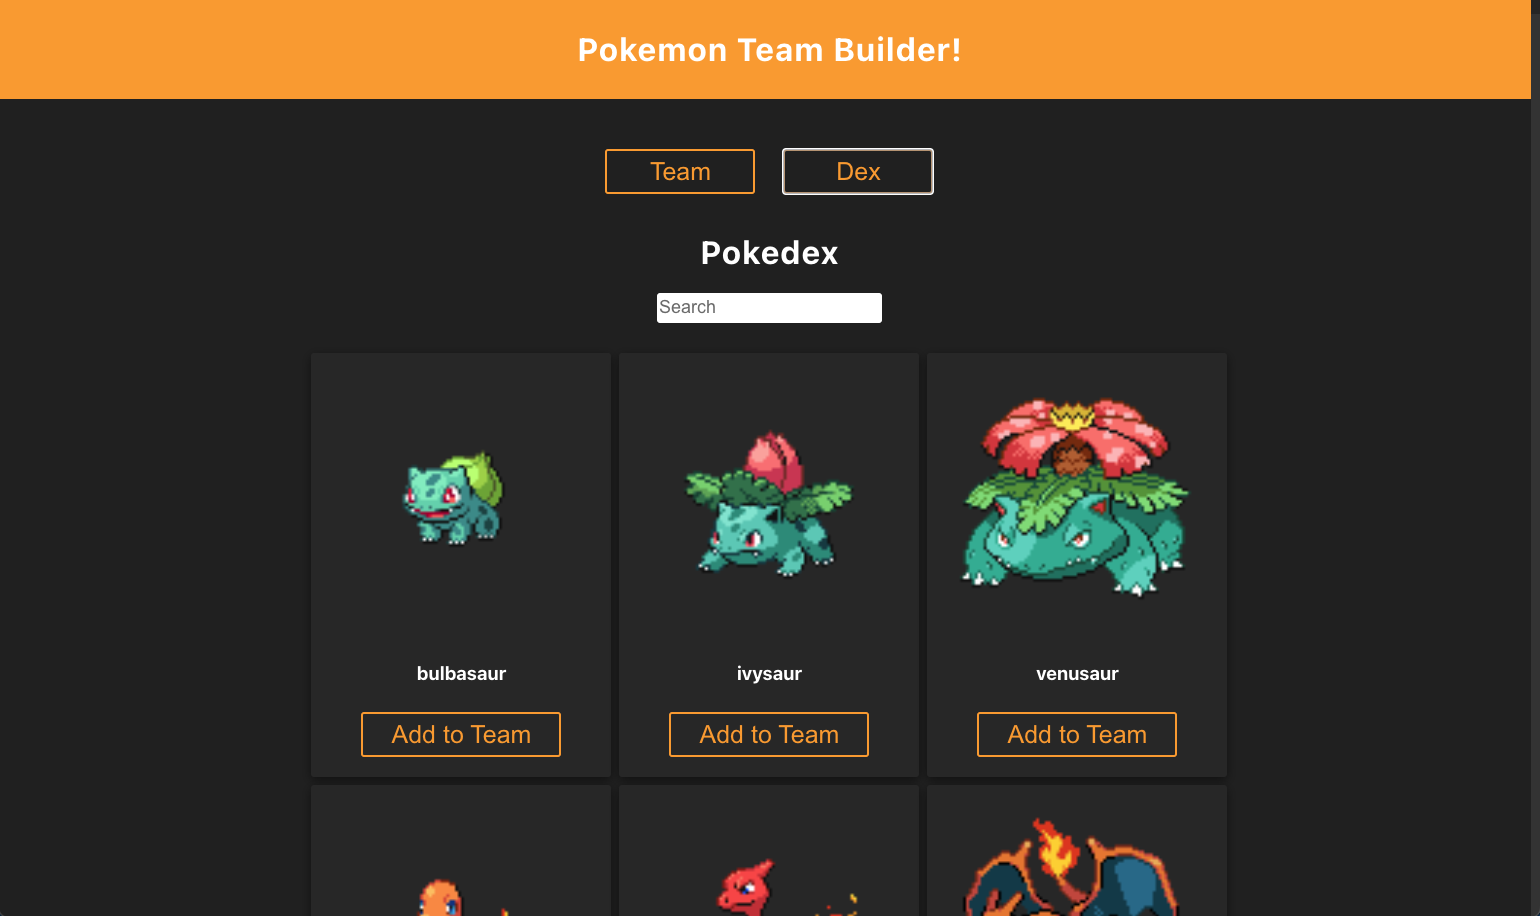 Pokemon Team Builder!
Team Dex
Pokedex
Search
bulbasaur ivysaur venusaur
Add to Team Add to Team Add to Team